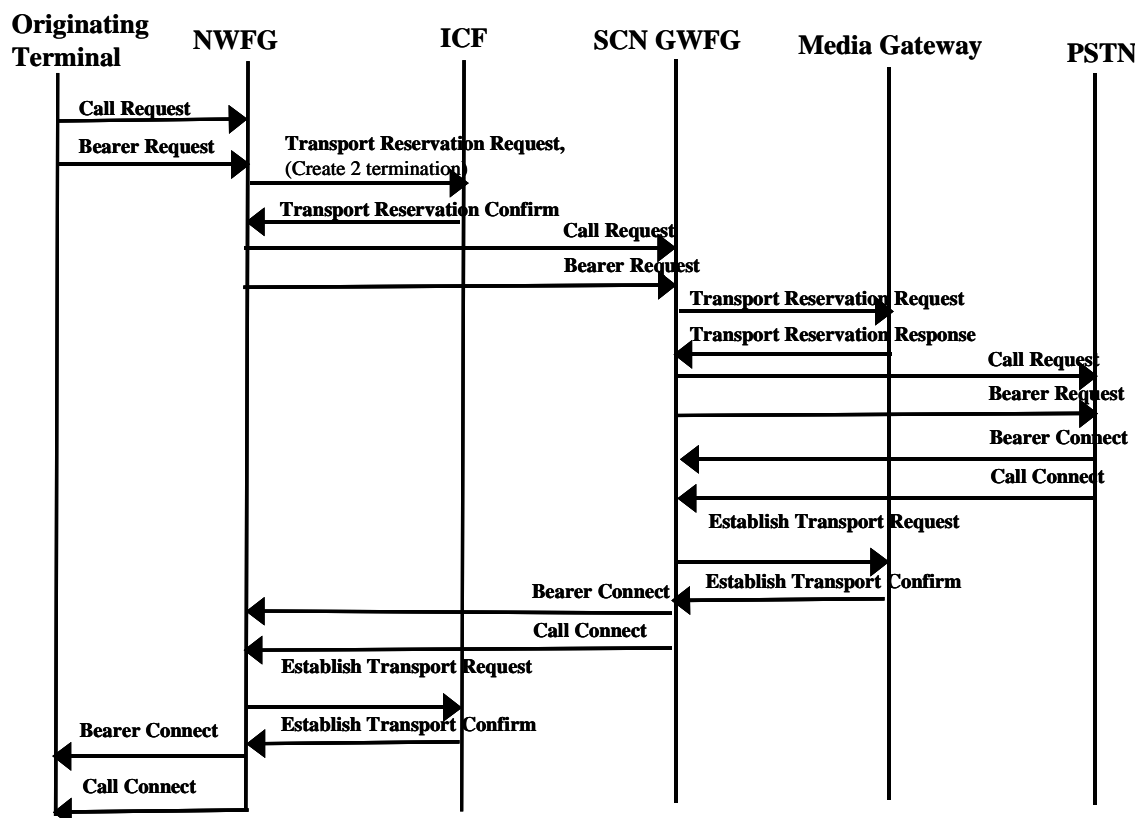 Originating
Terminal
NWFG
ICF
SCN GWFG
Media Gateway
PSTN
Call Request
Bearer Request
Transport Reservation Request,
(Create 2 termination)
Transport Reservation Confirm
Call Request
Bearer Request
Transport Reservation Request
Transport Reservation Response
Call Request
Bearer Request
Bearer Connect
Call Connect
Establish Transport Request
Establish Transport Confirm
Bearer Connect
Call Connect
Establish Transport Request
Establish Transport Confirm
Bearer Connect
Call Connect